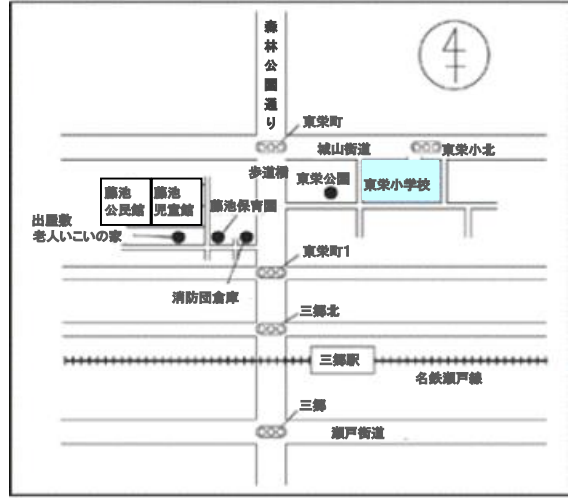 森林公園通り
東栄町
城山街道
東栄小北
歩道橋
東栄公園
東栄小学校
藤池
公民館
藤池
児童館
藤池保育園
出屋敷
老人いこいの家
東栄町1
消防団倉庫
三郷北
三郷駅
名鉄瀬戸線
三郷
瀬戸街道